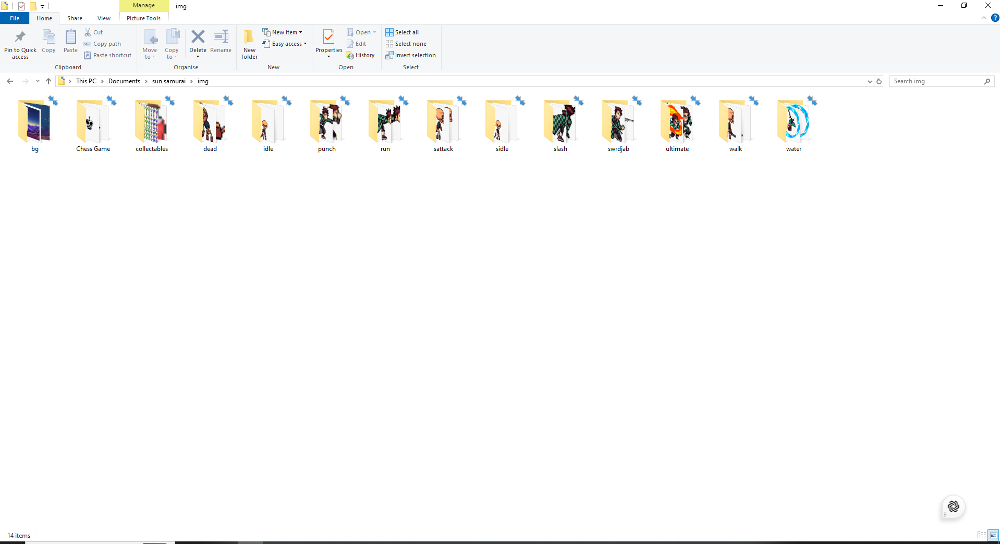 Manage
img
File
Home
Share
View
Picture Tools
Pin to Quick
access
Copy
Paste
Cut
Copy path
Paste shortcut
Clipboard
Move
to
Copy
to
Delete
Rename
Organise
New
folder
New item
Easy access
New
Properties
Open
Edit
History
Open
Select all
Select none
Invert selection
Select
This PC
Documents
sun samurai
img
Search img
bg
Chess Game
collectables
dead
idle
punch
run
sattack
sidle
slash
swrdjab
ultimate
walk
water
14 items